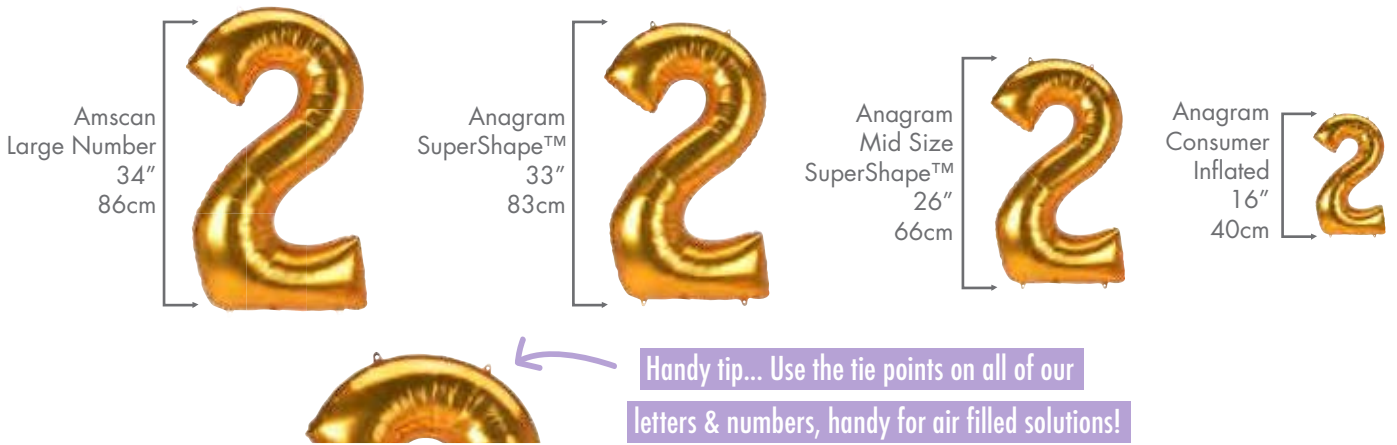 Amscan
Large Number
34"
86cm
Anagram
SuperShape™
33"
83cm
Anagram
Mid Size
SuperShape™
26"
66cm
Anagram
Consumer
Inflated
16"
40cm
Handy tip... Use the tie points on all of our
letters & numbers, handy for air filled solutions!